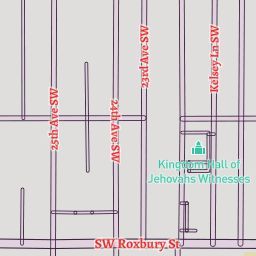 Kelsey Ln SW
23rd Ave SW
24th Ave SW
25th Ave SW
Kingdom Hall of
Jehovahs Witnesses
SW Roxbury St